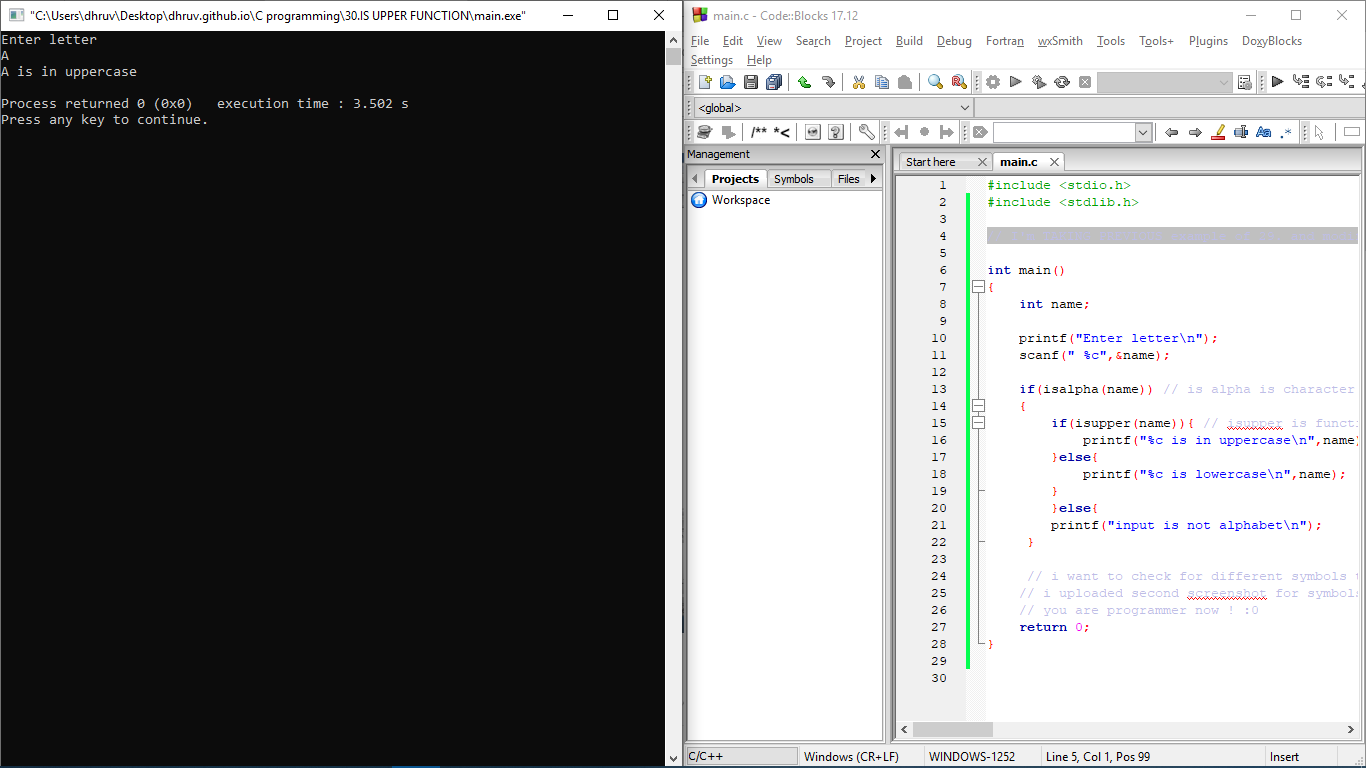 "C:\Users\dhruv\Desktop\dhruv.github.io\C programming\30.IS UPPER FUNCTION\main.exe"
Enter letter
A
A is in uppercase
Process returned 0 (0x0)   execution time : 3.502 s
Press any key to continue.
main.c - Code::Blocks 17.12
File Edit View Search Project Build Debug Fortran wxSmith Tools Tools+ Plugins DoxyBlocks
Settings Help
<global>
/** *<
Management
Projects Symbols Files
Workspace
Start here main.c
1 #include <stdio.h>
2 #include <stdlib.h>
3
4
5
6 int main()
7 {
8 int name;
9
10 printf("Enter letter\n");
11 scanf(" %c",&name);
12
13 if(isalpha(name)) // is alpha is character
14 {
15 if(isupper(name)){ // isupper is functi
16 printf("%c is in uppercase\n",name)
17 }else{
18 printf("%c is lowercase\n",name);
19 }
20 }else{
21 printf("input is not alphabet\n");
22 }
23
24 // i want to check for different symbols
25 // i uploaded second screenshot for symbols
26 // you are programmer now ! :0
27 return 0;
28 }
29
30
C/C++ Windows (CR+LF) WINDOWS-1252 Line 5, Col 1, Pos 99 Insert